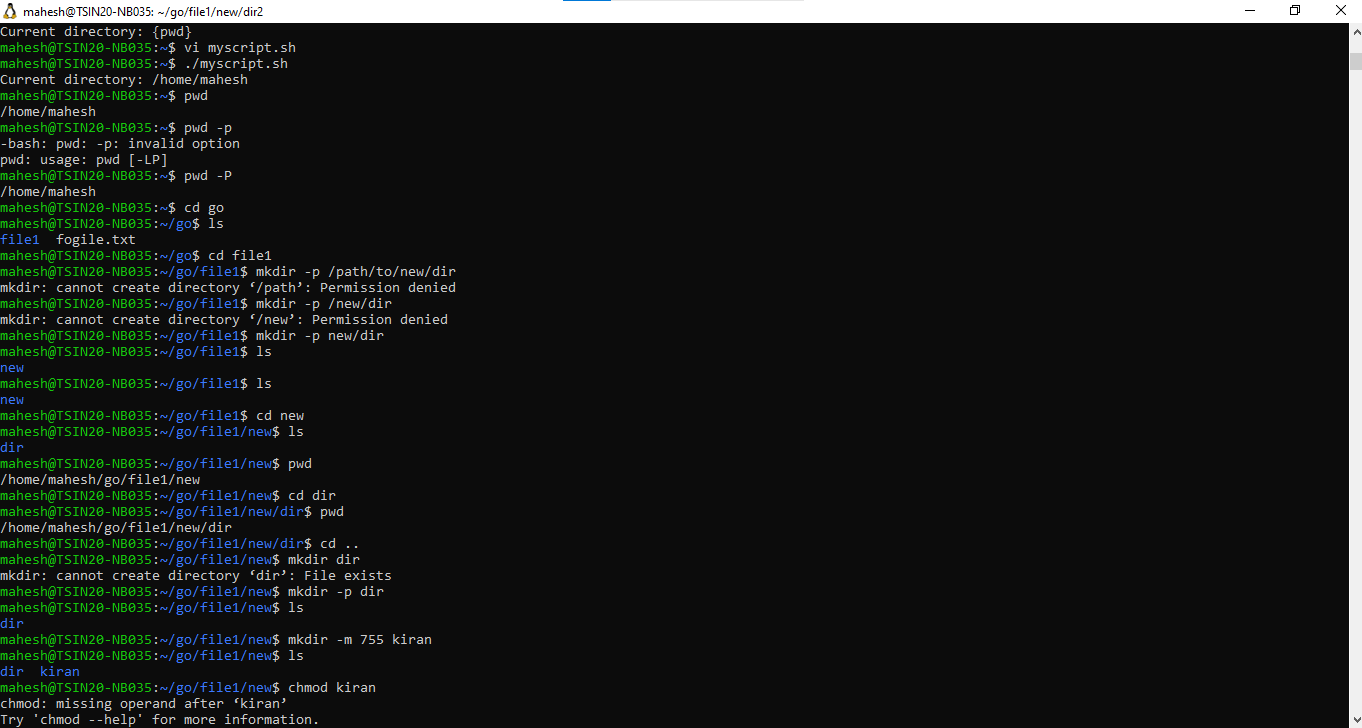 mahesh@TSIN20-NB035: ~/go/file1/new/dir2
Current directory: {pwd}
mahesh@TSIN20-NB035:~$ vi myscript.sh
mahesh@TSIN20-NB035:~$ ./myscript.sh
Current directory: /home/mahesh
mahesh@TSIN20-NB035:~$ pwd
/home/mahesh
mahesh@TSIN20-NB035:~$ pwd -p
-bash: pwd: -p: invalid option
pwd: usage: pwd [-LP]
mahesh@TSIN20-NB035:~$ pwd -P
/home/mahesh
mahesh@TSIN20-NB035:~$ cd go
mahesh@TSIN20-NB035:~/go$ ls
file1  fogile.txt
mahesh@TSIN20-NB035:~/go$ cd file1
mahesh@TSIN20-NB035:~/go/file1$ mkdir -p /path/to/new/dir
mkdir: cannot create directory ‘/path’: Permission denied
mahesh@TSIN20-NB035:~/go/file1$ mkdir -p /new/dir
mkdir: cannot create directory ‘/new’: Permission denied
mahesh@TSIN20-NB035:~/go/file1$ mkdir -p new/dir
mahesh@TSIN20-NB035:~/go/file1$ ls
new
mahesh@TSIN20-NB035:~/go/file1$ ls
new
mahesh@TSIN20-NB035:~/go/file1$ cd new
mahesh@TSIN20-NB035:~/go/file1/new$ ls
dir
mahesh@TSIN20-NB035:~/go/file1/new$ pwd
/home/mahesh/go/file1/new
mahesh@TSIN20-NB035:~/go/file1/new$ cd dir
mahesh@TSIN20-NB035:~/go/file1/new/dir$ pwd
/home/mahesh/go/file1/new/dir
mahesh@TSIN20-NB035:~/go/file1/new/dir$ cd ..
mahesh@TSIN20-NB035:~/go/file1/new$ mkdir dir
mkdir: cannot create directory ‘dir’: File exists
mahesh@TSIN20-NB035:~/go/file1/new$ mkdir -p dir
mahesh@TSIN20-NB035:~/go/file1/new$ ls
dir
mahesh@TSIN20-NB035:~/go/file1/new$ mkdir -m 755 kiran
mahesh@TSIN20-NB035:~/go/file1/new$ ls
dir  kiran
mahesh@TSIN20-NB035:~/go/file1/new$ chmod kiran
chmod: missing operand after ‘kiran’
Try 'chmod --help' for more information.